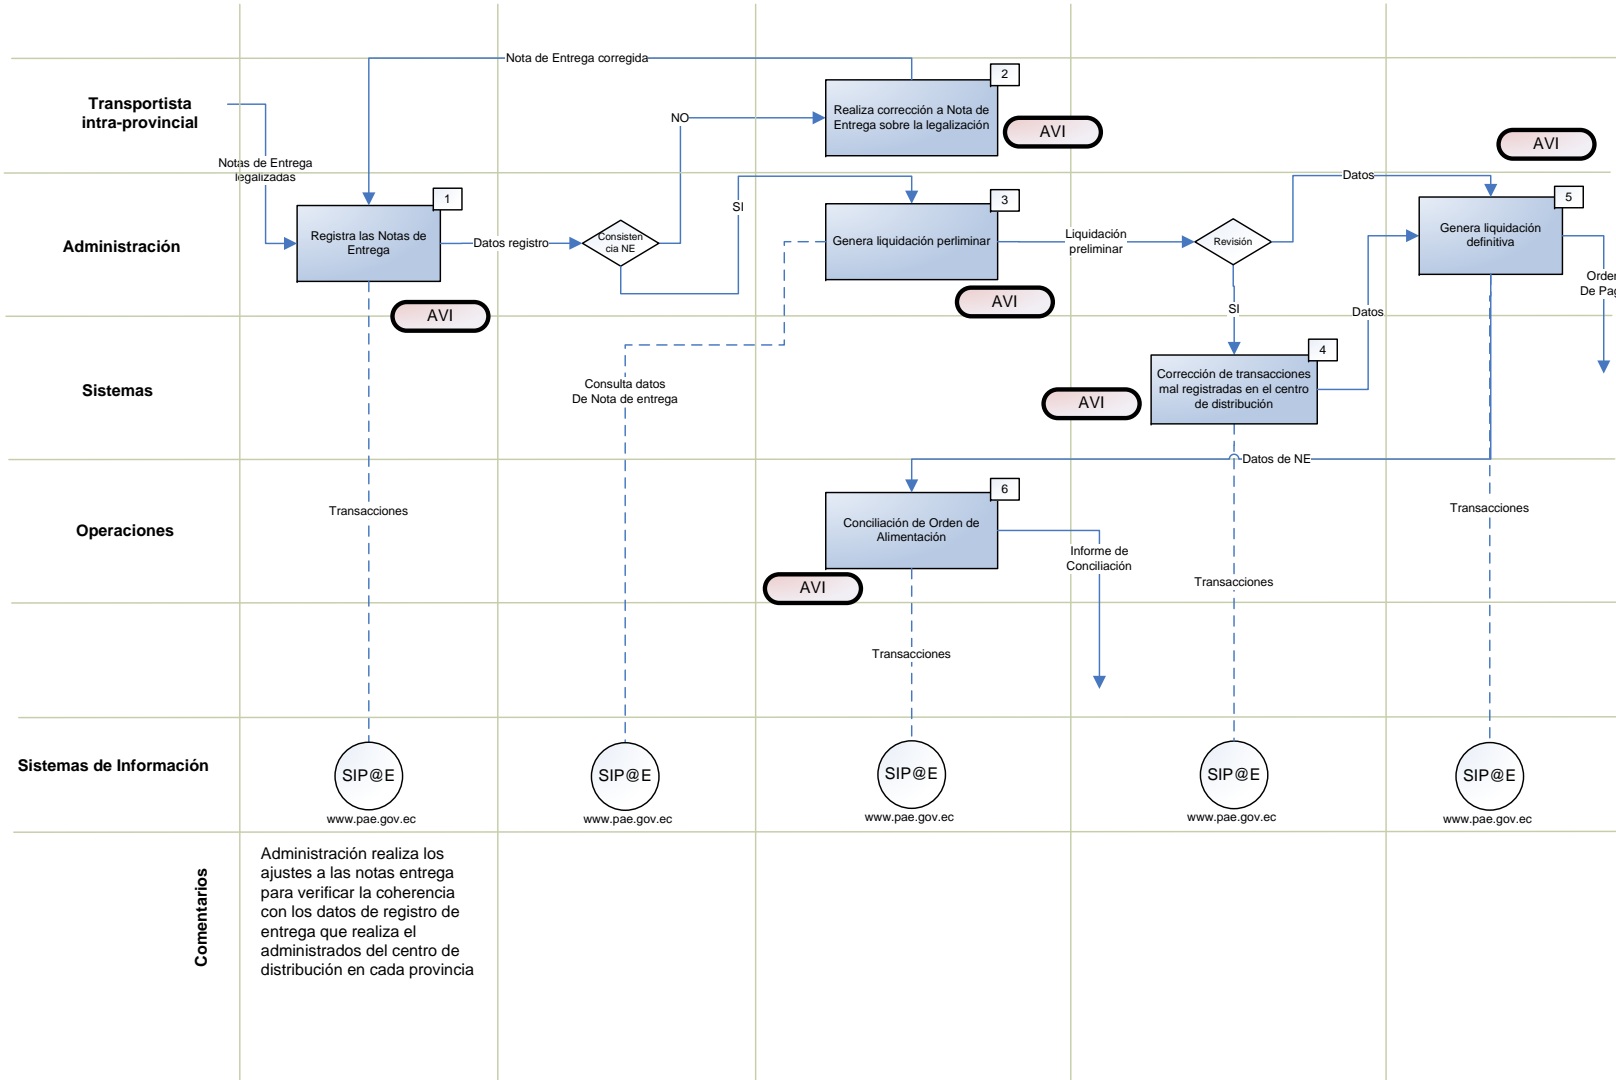 Nota de Entrega corregida
2
Transportista
intra-provincial
Realiza corrección a Nota de
Entrega sobre la legalización
NO
AVI
AVI
Notas de Entrega
legalizadas
Datos
1
SI
3
5
Administración
Registra las Notas de
Entrega
Datos registro
Consisten
cia NE
Genera liquidación perliminar
Liquidación
preliminar
Revisión
Genera liquidación
definitiva
De
AVI
AVI
SI
Datos
4
Sistemas
Consulta datos
De Nota de entrega
Corrección de transacciones
mal registradas en el centro
de distribución
AVI
Datos de NE
6
Operaciones
Transacciones
Conciliación de Orden de
Alimentación
Transacciones
Informe de
Conciliación
AVI
Transacciones
Transacciones
Sistemas de Información
SIP@E
SIP@E
SIP@E
SIP@E
SIP@E
www.pae.gov.ec
www.pae.gov.ec
www.pae.gov.ec
www.pae.gov.ec
www.pae.gov.ec
Comentarios
Administración realiza los
ajustes a las notas entrega
para verificar la coherencia
con los datos de registro de
entrega que realiza el
administrados del centro de
distribución en cada provincia